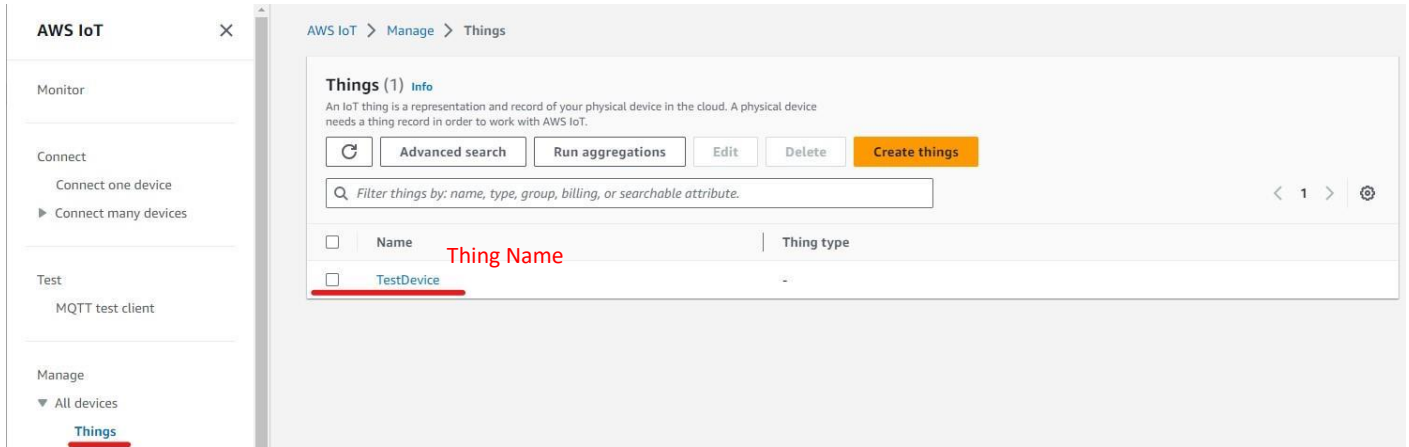 AWS IoT
Monitor
Connect
Connect one device
Connect many devices
Test
MQTT test client
Manage
All devices
Things
AWS IoT > Manage > Things
Things (1) Info
An IoT thing is a representation and record of your physical device in the cloud. A physical device
needs a thing record in order to work with AWS IoT.
Advanced search Run aggregations Edit Delete Create things
Filter things by: name, type, group, billing, or searchable attribute.
1
Name Thing type
Thing Name
TestDevice -